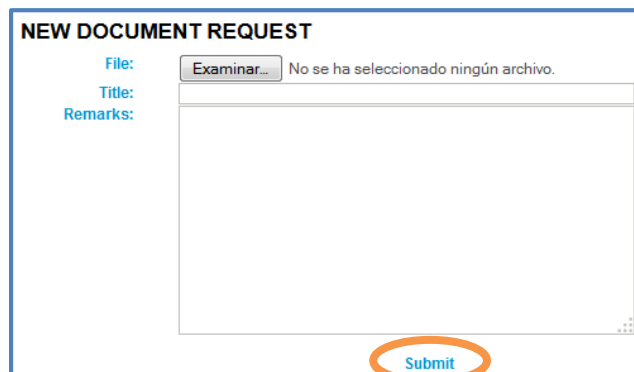 NEW DOCUMENT REQUEST
File: Examinar... No se ha seleccionado ningún archivo.
Title:
Remarks:
Submit